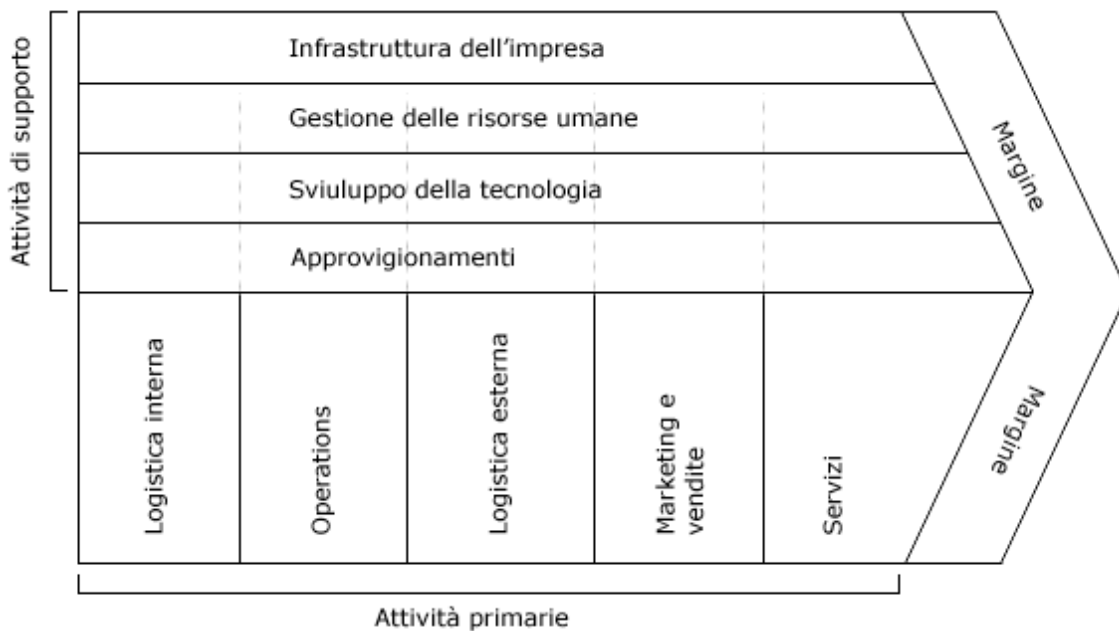 Attività di supporto
Infrastruttura dell'impresa
Gestione delle risorse umane
Sviuluppo della tecnologia
Approvigionamenti
Margine
Logistica interna
Operations
Logistica esterna
Marketing e
vendite
Servizi
Margine
Attività primarie